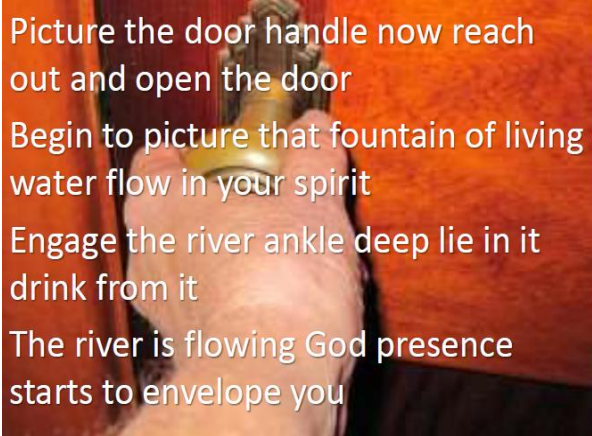 Picture the door handle now reach
out and open the door
Begin to picture that fountain of living
water flow in your spirit
Engage the river ankle deep lie in it
drink from it
The river is flowing God presence
starts to envelope you